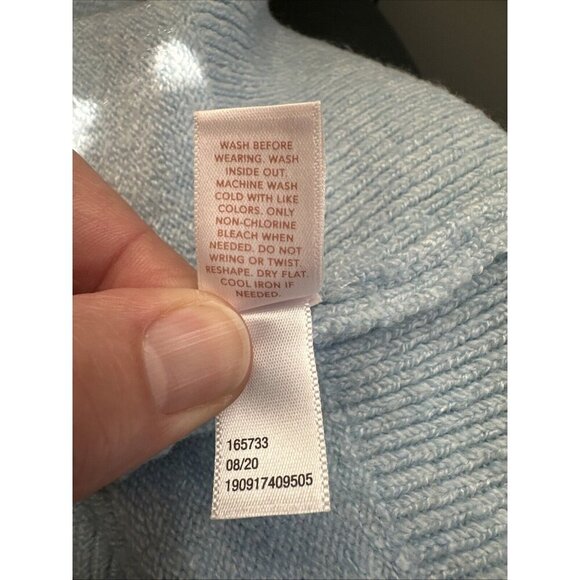 WASH BEFORE
WEARING. WASH
INSIDE OUT.
MACHINE WASH
COLD WITH LIKE
COLORS. ONLY
NON-CHLORINE
BLEACH WHEN
NEEDED. DO NOT
WRING OR TWIST.
RESHAPE. DRY FLAT.
COOL IRON IF
NEEDED.
165733
08/20
190917409505